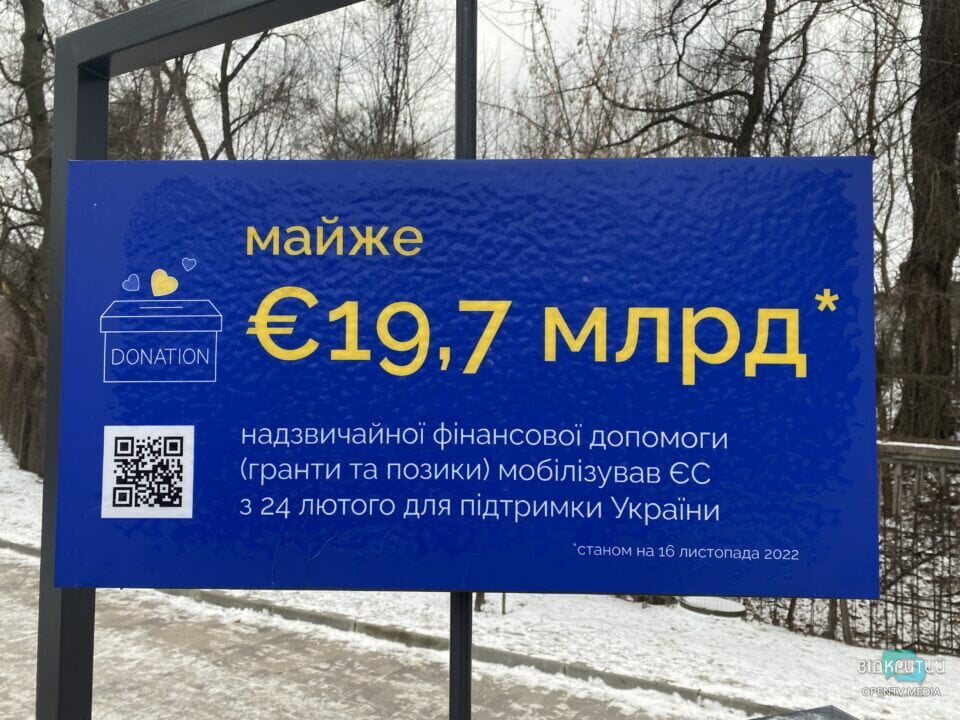 майже
€19,7 млрд*
DONATION
надзвичайної фінансової допомоги
(гранти та позики) мобілізував ЄС
з 24 лютого для підтримки України
*станом на 16 листопада 2022
ВІДКРИТИЙ
OPENTV.MEDIA